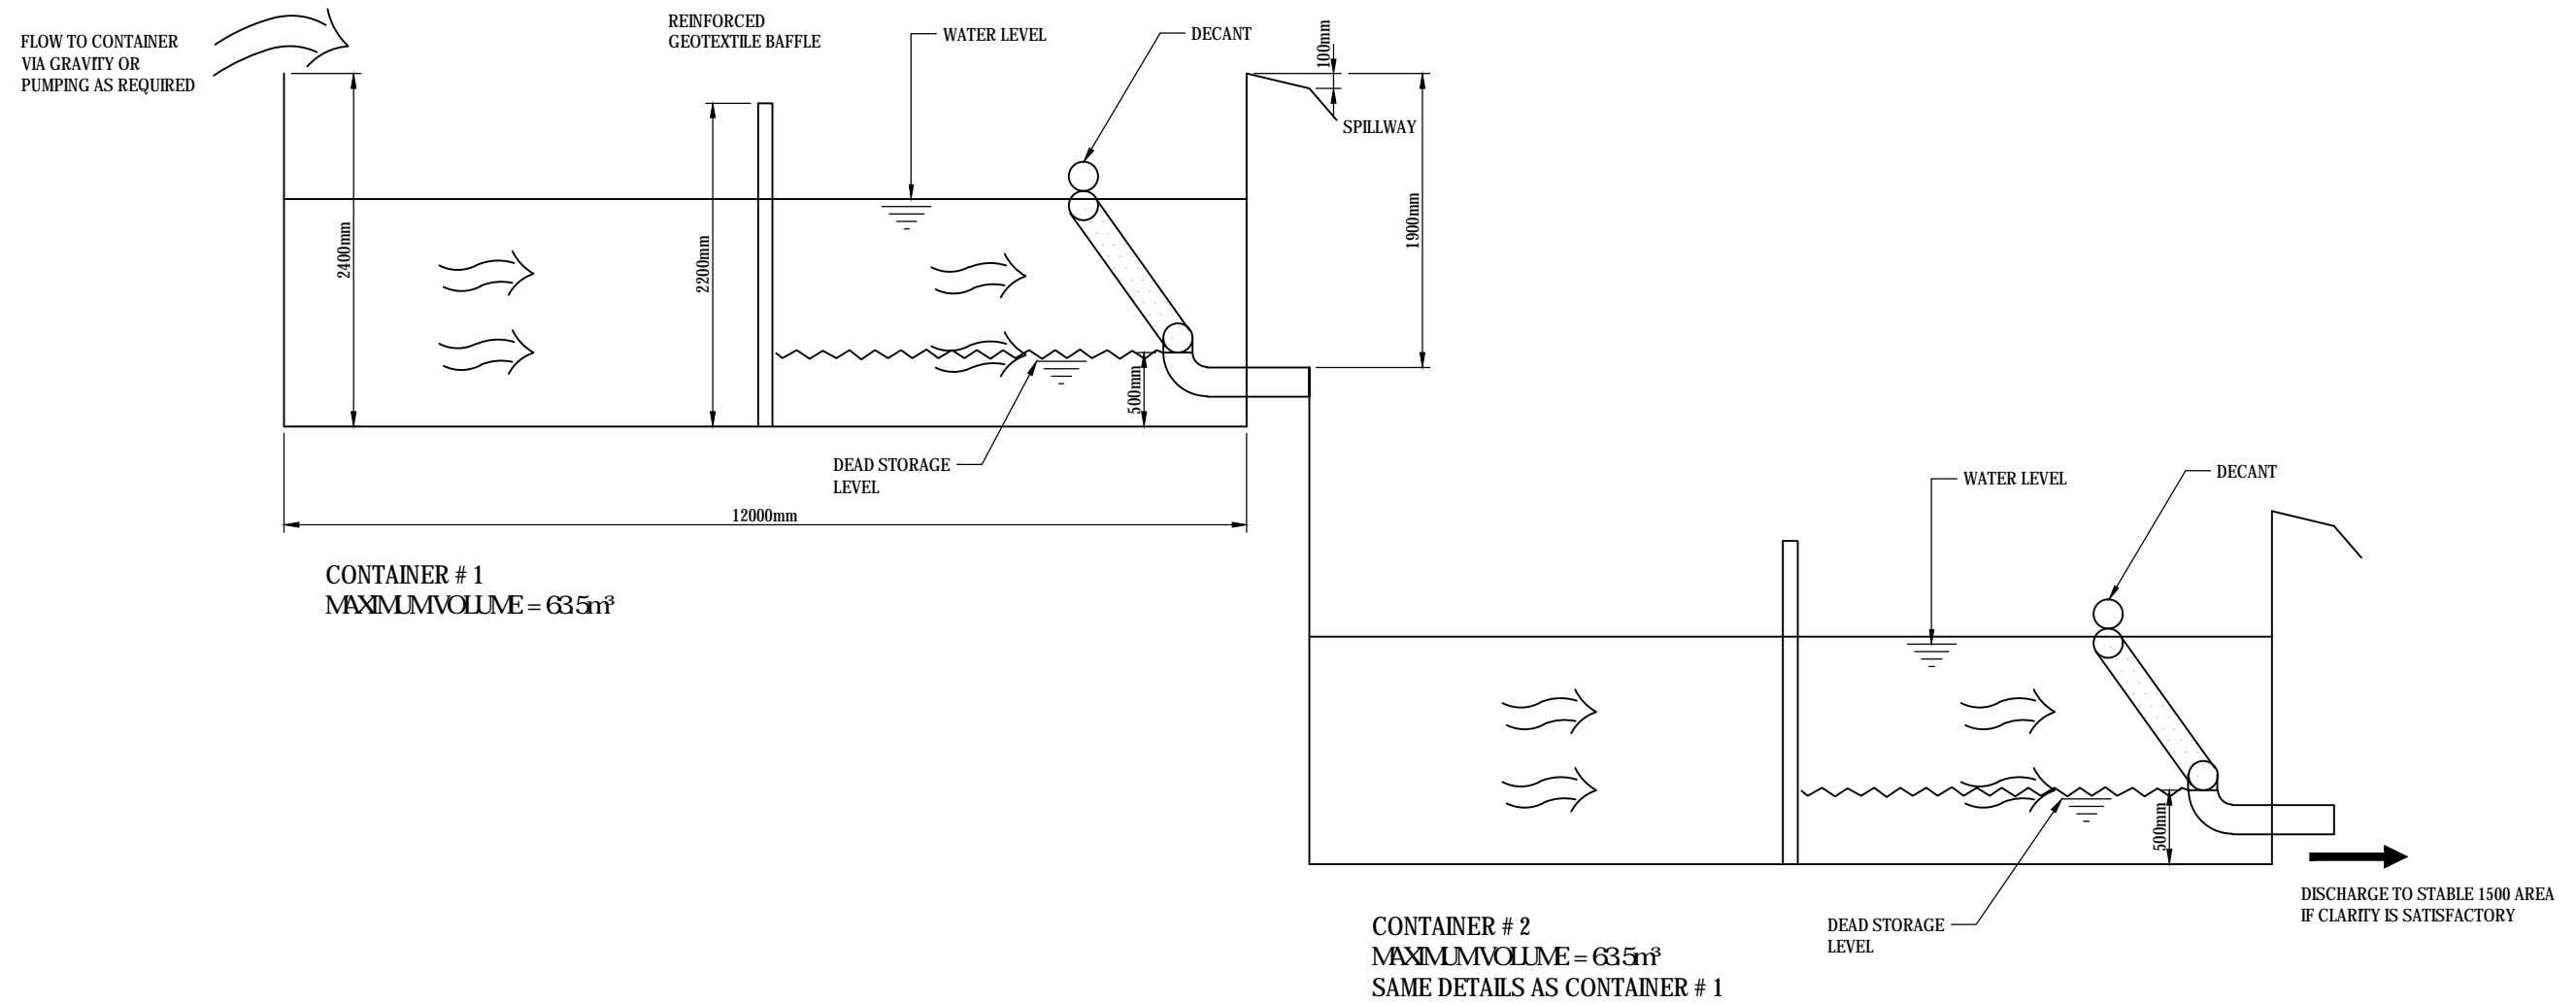 FLOW TO CONTAINER
VIA GRAVITY OR
PUMPING AS REQUIRED
REINFORCED
GEOTEXTILE BAFFLE
WATER LEVEL
DECANT
100mm
SPILLWAY
2400mm
2200mm
1900mm
500mm
DEAD STORAGE
LEVEL
12000mm
CONTAINER # 1
MAXIMUM VOLUME = 63.5m³
WATER LEVEL
DECANT
500mm
DISCHARGE TO STABLE 1500 AREA
IF CLARITY IS SATISFACTORY
DEAD STORAGE
LEVEL
CONTAINER # 2
MAXIMUM VOLUME = 63.5m³
SAME DETAILS AS CONTAINER # 1